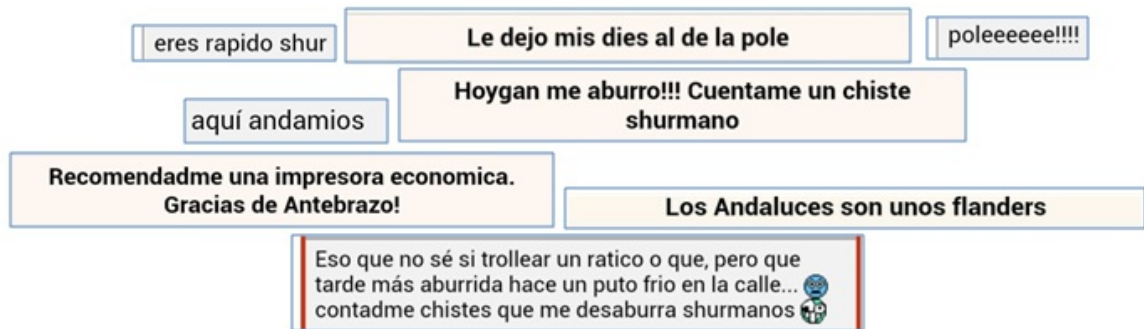 eres rapido shur
Le dejo mis dies al de la pole
poleeeeee!!!!
Hoygan me aburro!!! Cuentame un chiste
shurmano
aquí andamios
Recomendadme una impresora economica.
Gracias de Antebrazo!
Los Andaluces son unos flanders
Eso que no sé si trollear un ratico o que, pero que
tarde más aburrida hace un puto frio en la calle...
contadme chistes que me desaburra shurmanos